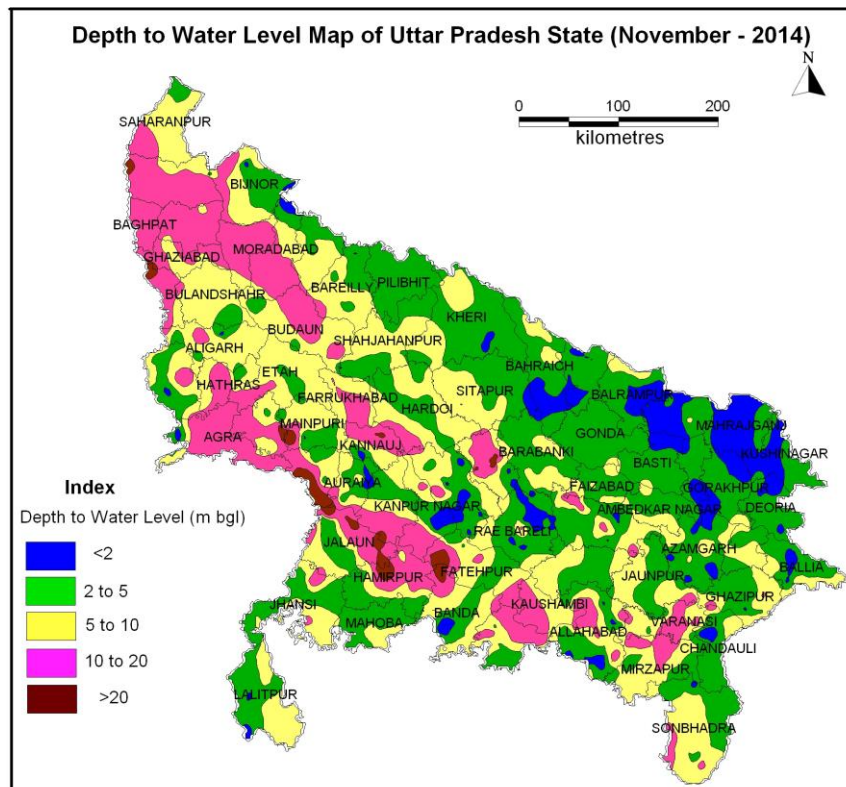 Depth to Water Level Map of Uttar Pradesh State (November - 2014)
N
0 100 200
kilometres
SAHARANPUR
BIJNOR
BAGHPAT
MORADABAD
GHAZIABAD
BAREILLY
PILIBHIT
BULANDSHAHR
KHERI
BUDAUN
SHAHJAHANPUR
ALIGARH
BAHRAICH
ETAH
HATHRAS
SITAPUR
BALRAMPUR
FARRUKHABAD
HARDOI
MAINPURI
MAHRAJGANJ
AGRA
GONDA
KANNAUJ
BARABANKI
KUSHINAGAR
BASTI
AURAIYA
FAIZABAD
GORAKHPUR
KANPUR NAGAR
AMBEDKAR NAGAR
DEORIA
RAE BARELI
JALAUN
AZAMGARH
BALLIA
HAMIRPUR
FATEHPUR
JAUNPUR
GHAZIPUR
JHANSI
BANDA
KAUSHAMBI
MAHOBA
VARANASI
ALLAHABAD
CHANDAULI
MIRZAPUR
LALITPUR
SONBHADRA
Index
Depth to Water Level (m bgl)
<2
2 to 5
5 to 10
10 to 20
>20